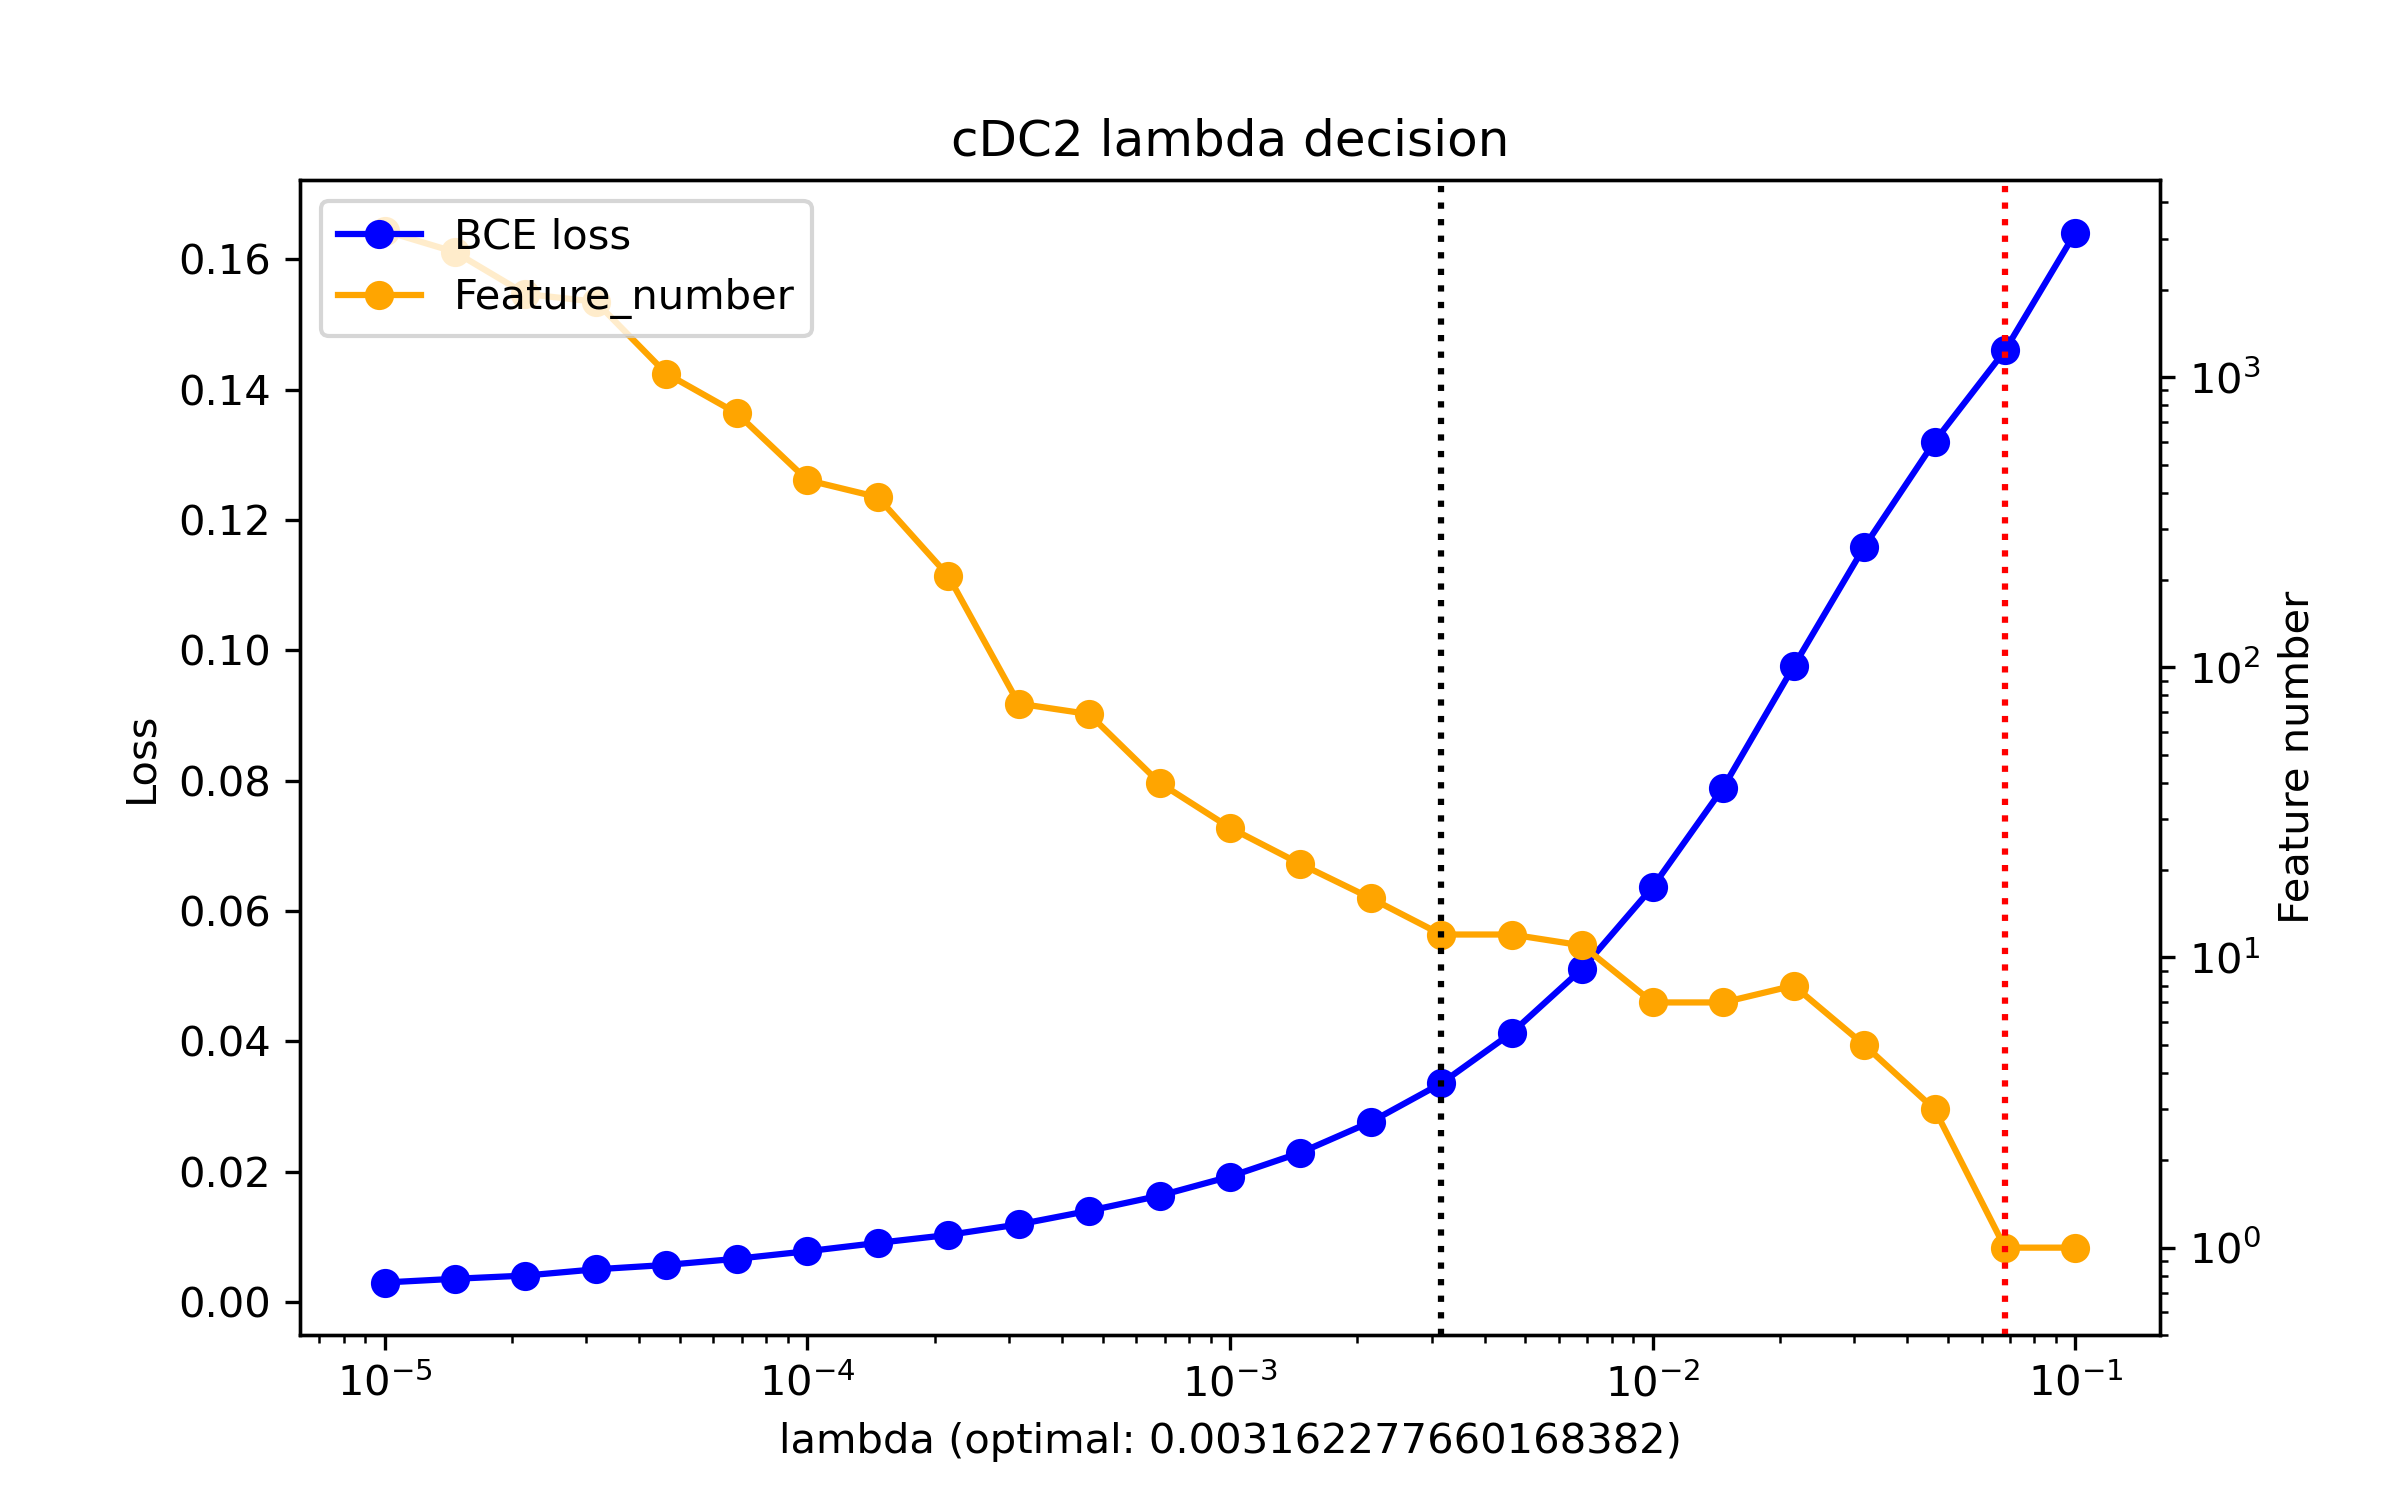 cDC2 lambda decision
BCE loss
Feature_number
0.16
0.14
0.12
0.10
0.08
0.06
0.04
0.02
0.00
Loss
10³
10²
10¹
10⁰
Feature number
10⁻⁵ 10⁻⁴ 10⁻³ 10⁻² 10⁻¹
lambda (optimal: 0.0031622776601683​82)